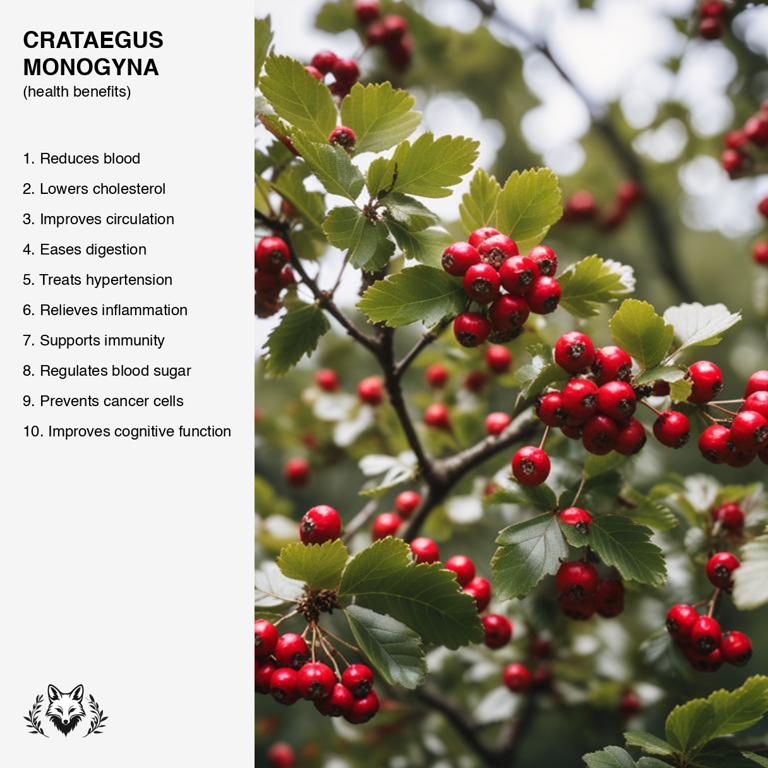 CRATAEGUS
MONOGYNA
(health benefits)
1. Reduces blood
2. Lowers cholesterol
3. Improves circulation
4. Eases digestion
5. Treats hypertension
6. Relieves inflammation
7. Supports immunity
8. Regulates blood sugar
9. Prevents cancer cells
10. Improves cognitive function